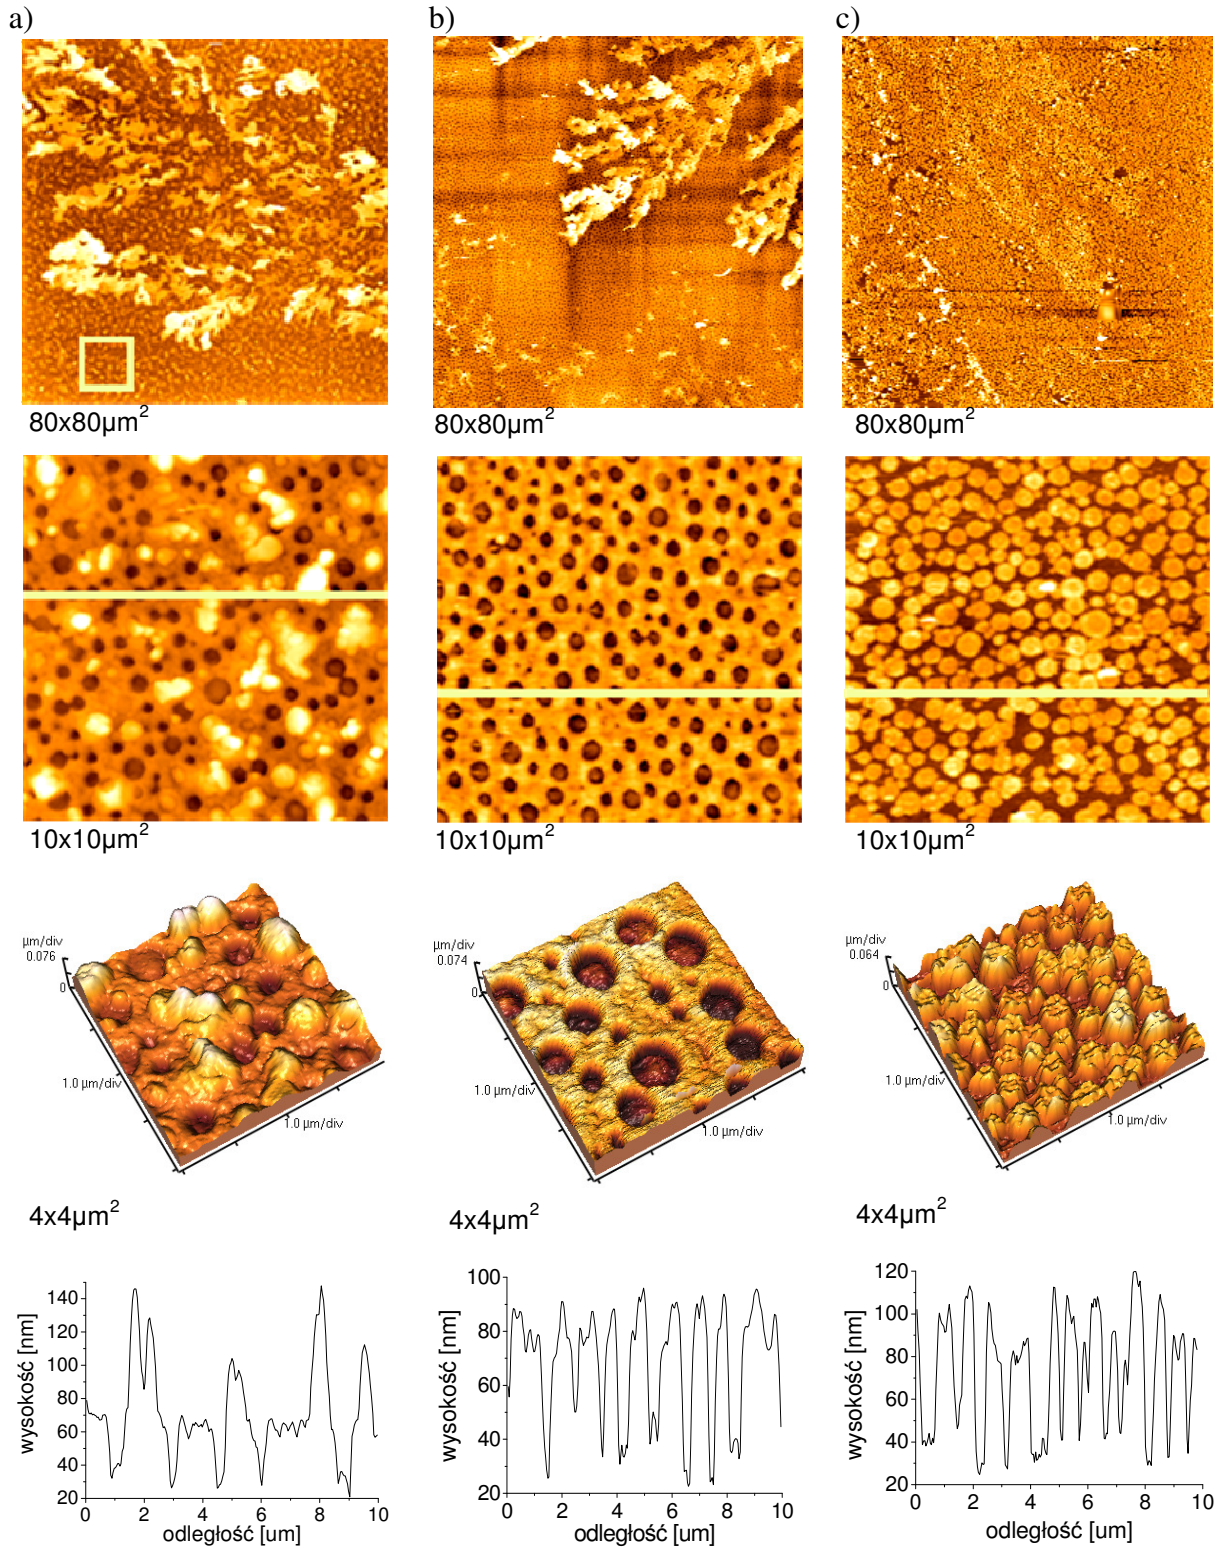 a) b) c)
80x80µm² 80x80µm² 80x80µm²
10x10µm² 10x10µm² 10x10µm²
µm/div
0.076
0
1.0 µm/div
1.0 µm/div
µm/div
0.074
0
1.0 µm/div
1.0 µm/div
µm/div
0.064
0
1.0 µm/div
1.0 µm/div
4x4µm² 4x4µm² 4x4µm²
wysokość [nm]
140
120
100
80
60
40
20
0 2 4 6 8 10
odległość [um]
wysokość [nm]
100
80
60
40
20
0 2 4 6 8 10
odległość [um]
wysokość [nm]
120
100
80
60
40
20
0 2 4 6 8 10
odległość [um]